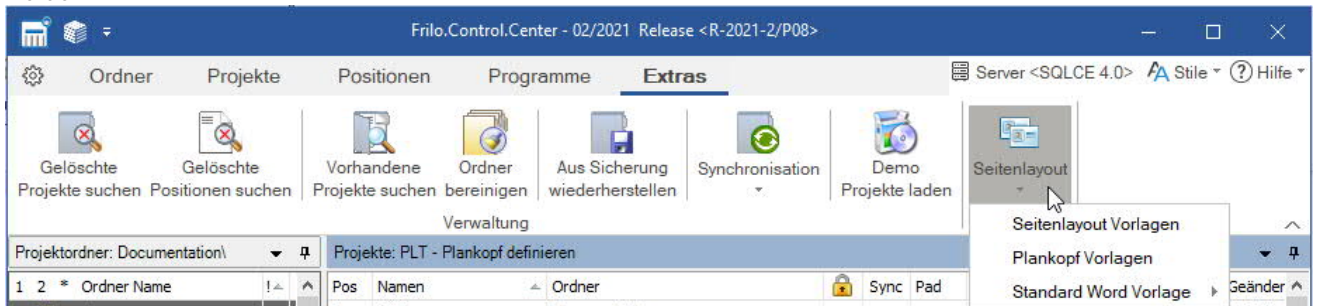 Frilo.Control.Center - 02/2021 Release <R-2021-2/P08>
Ordner Projekte Positionen Programme Extras Server <SQLCE 4.0> Stile Hilfe
Gelöschte Projekte suchen
Gelöschte Positionen suchen
Vorhandene Projekte suchen
Ordner bereinigen
Aus Sicherung wiederherstellen
Synchronisation
Demo Projekte laden
Seitenlayout
Verwaltung
Seitenlayout Vorlagen
Plankopf Vorlagen
Standard Word Vorlage
Projektordner: Documentation\
Projekte: PLT - Plankopf definieren
1 2 * Ordner Name !
Pos Namen Ordner Sync Pad Geänder